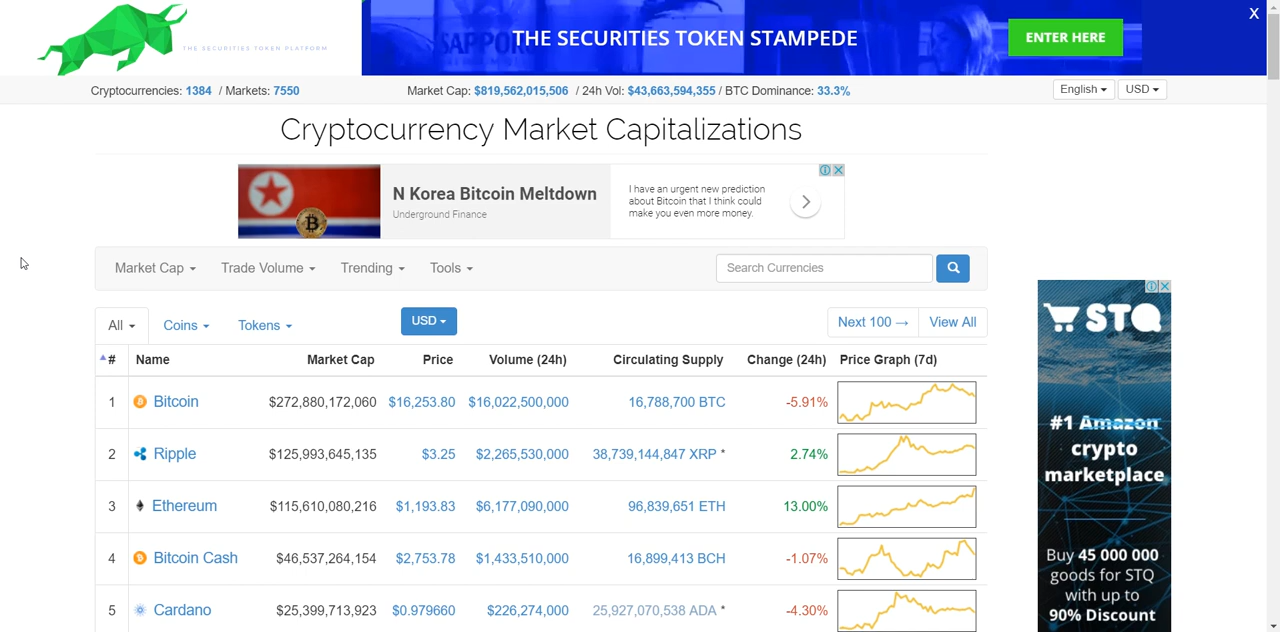 THE SECURITIES TOKEN PLATFORM
THE SECURITIES TOKEN STAMPEDE
ENTER HERE
X
Cryptocurrencies: 1384 / Markets: 7550
Market Cap: $819,562,015,506 / 24h Vol: $43,663,594,355 / BTC Dominance: 33.3%
English
USD
Cryptocurrency Market Capitalizations
N Korea Bitcoin Meltdown
Underground Finance
I have an urgent new prediction
about Bitcoin that I think could
make you even more money.
Market Cap Trade Volume Trending Tools
Search Currencies
All Coins Tokens USD Next 100 → View All
# Name Market Cap Price Volume (24h) Circulating Supply Change (24h) Price Graph (7d)
1 Bitcoin $272,880,172,060 $16,253.80 $16,022,500,000 16,788,700 BTC -5.91%
2 Ripple $125,993,645,135 $3.25 $2,265,530,000 38,739,144,847 XRP * 2.74%
3 Ethereum $115,610,080,216 $1,193.83 $6,177,090,000 96,839,651 ETH 13.00%
4 Bitcoin Cash $46,537,264,154 $2,753.78 $1,433,510,000 16,899,413 BCH -1.07%
5 Cardano $25,399,713,923 $0.979660 $226,274,000 25,927,070,538 ADA * -4.30%
STQ
#1 Amazon
crypto
marketplace
Buy 45 000 000
goods for STQ
with up to
90% Discount